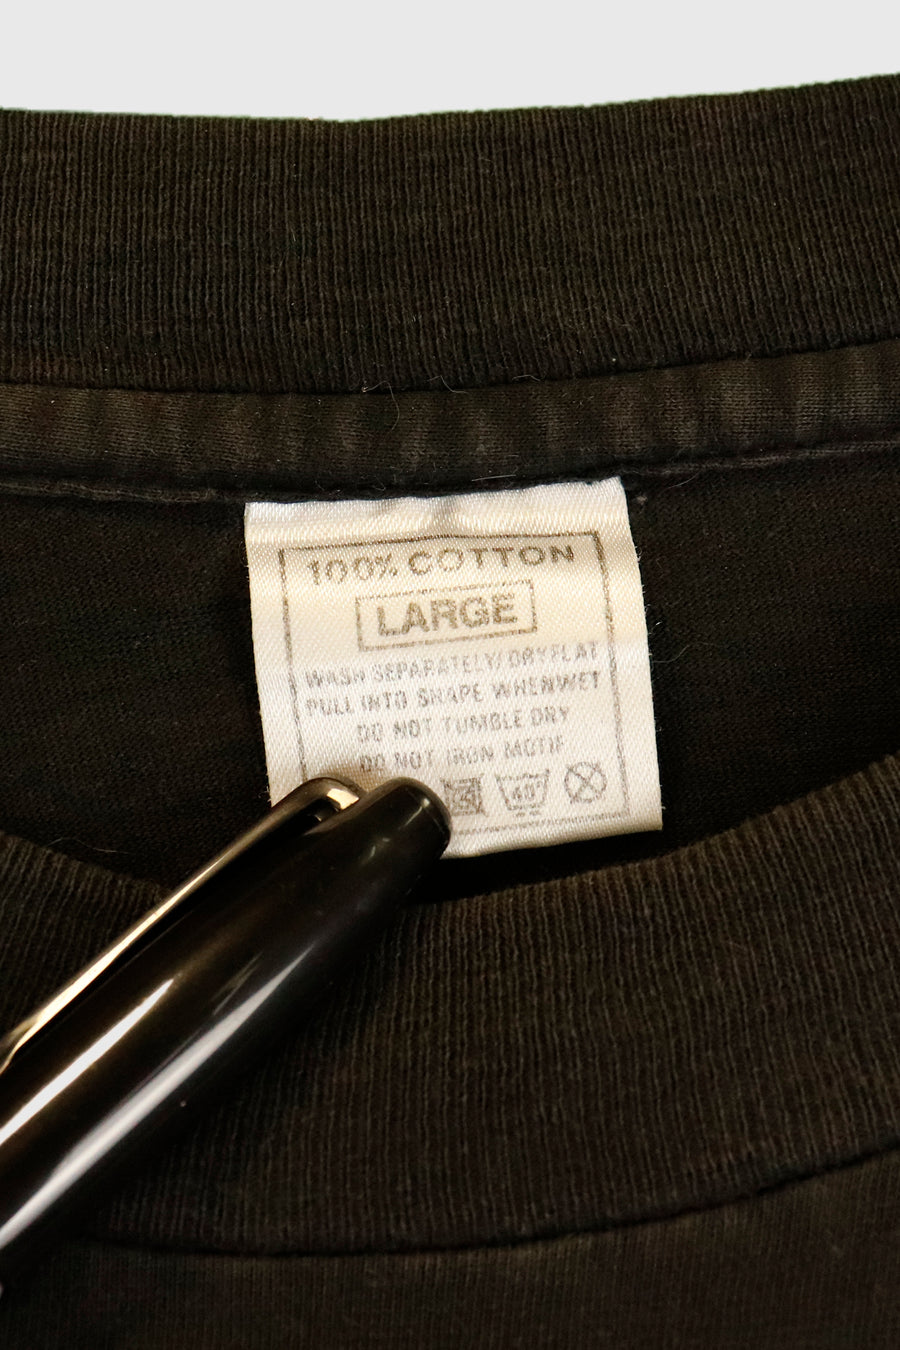 100% COTTON
LARGE
WASH SEPARATELY/DRYFLAT
PULL INTO SHAPE WHENWET
DO NOT TUMBLE DRY
DO NOT IRON MOTIF
40°